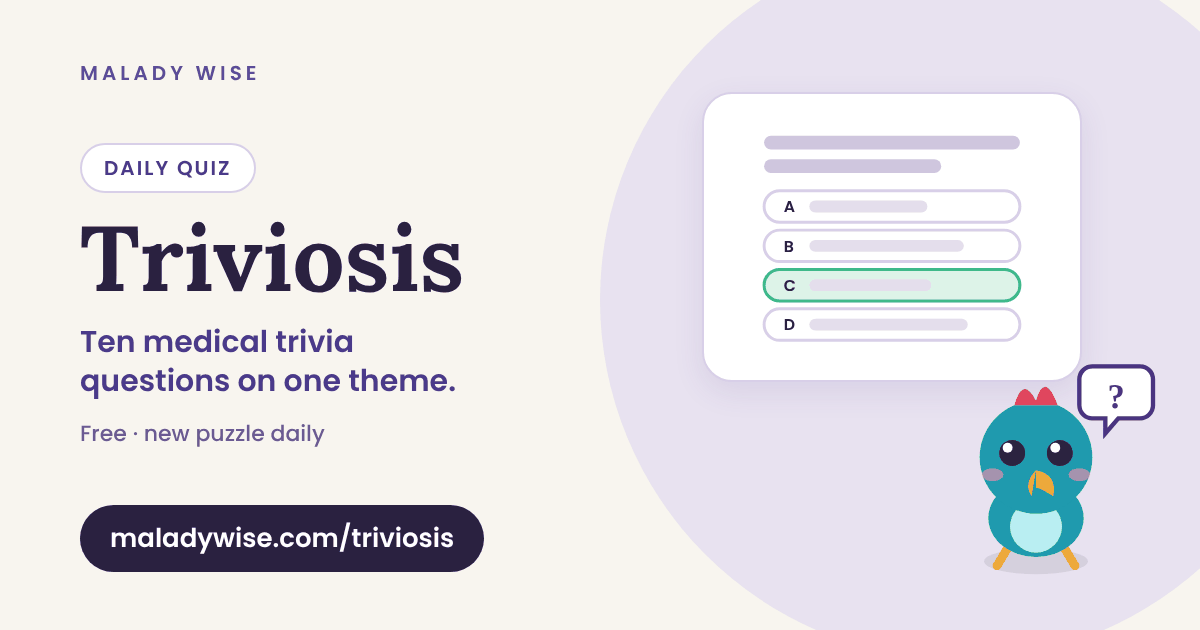 MALADY WISE
DAILY QUIZ
Triviosis
Ten medical trivia
questions on one theme.
Free · new puzzle daily
maladywise.com/triviosis
A
B
C
D
?